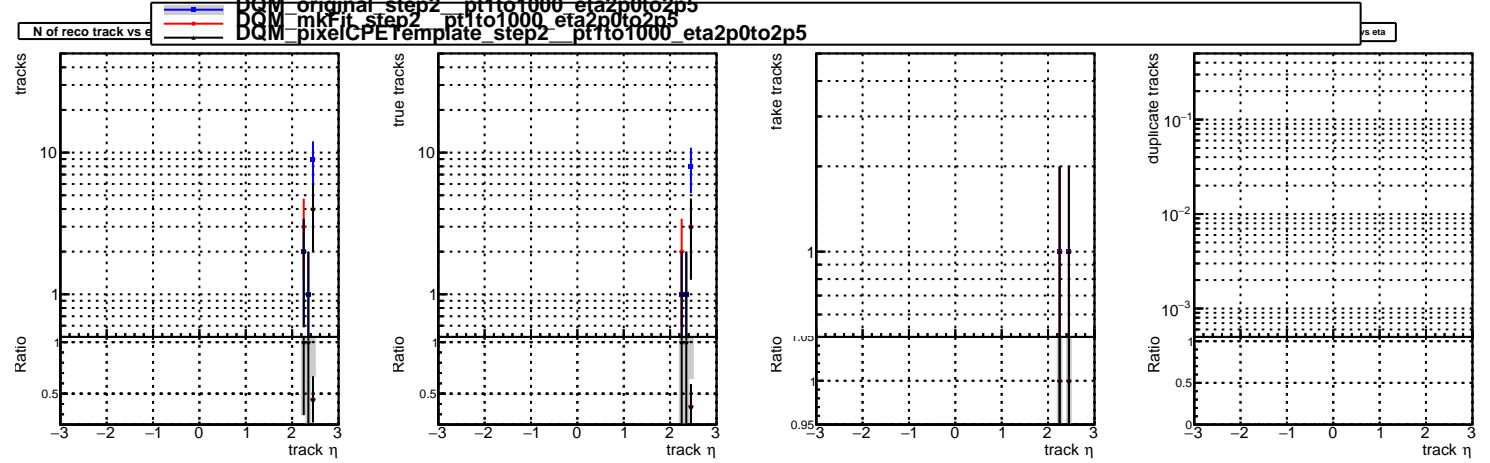 DQM_original_step2__pt1to1000_eta2p0to2p5
DQM_mkFit_step2__pt1to1000_eta2p0to2p5
DQM_pixelCPETemplate_step2__pt1to1000_eta2p0to2p5
N of reco track vs e
vs eta
tracks
10
1
Ratio
1
0.5
−3 −2 −1 0 1 2 3
track η
true tracks
10
1
Ratio
1
0.5
−3 −2 −1 0 1 2 3
track η
fake tracks
1
Ratio
1.05
1
0.95
−3 −2 −1 0 1 2 3
track η
duplicate tracks
10⁻¹
10⁻²
10⁻³
Ratio
1
0.5
0
−3 −2 −1 0 1 2 3
track η